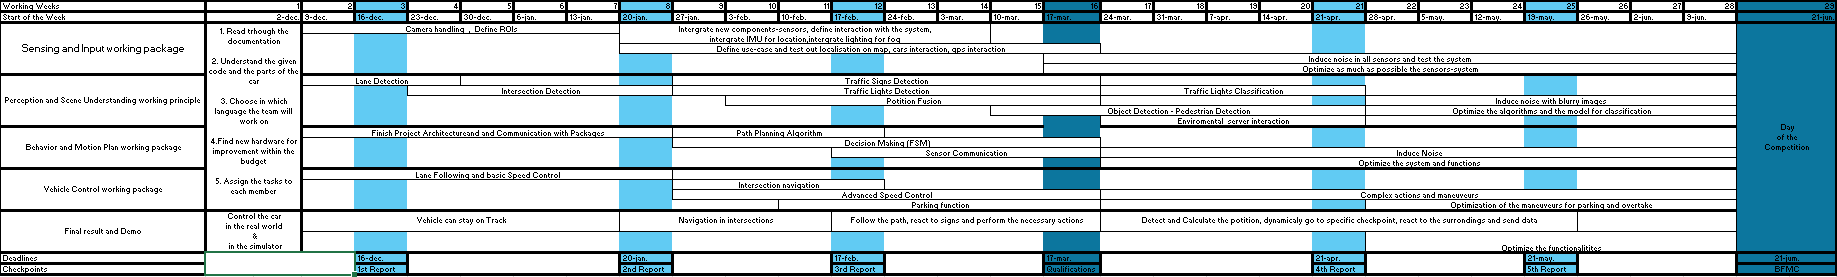 Working Weeks 1 2 3 4 5 6 7 8 9 10 11 12 13 14 15 16 24 22 23 24 25 26 27 28 29
Start of the Week 2-dec. 9-dec. 16-dec. 23-dec. 30-dec. 6-jan. 13-jan. 20-jan. 27-jan. 3-feb. 10-feb. 17-feb. 24-feb. 3-mar. 10-mar. 17-mar. 24-mar. 31-mar. 7-apr. 14-apr. 21-apr. 28-apr. 5-may. 12-may. 19-may. 26-may. 2-jun. 9-jun. 21-jun.
Sensing and Input working package
1. Read trhough the
documentation
2. Understand the given
code and the parts of the
car
3. Choose in which
language the team will
work on
4.Find new hardware for
improvement within the
budget
5. Assign the tasks to
each member
Camera handling , Define ROIs
Intergrate new components-sensors, define interaction with the system,
intergrate IMU for location,intergrate lighting for fog
Define use-case and test out localisation on map, cars interaction, gps interaction
Induce noise in all sensors and test the system
Optimize as much as possible the sensors-system
Perception and Scene Understanding working principle
Lane Detection
Traffic Signs Detection
Intersection Detection
Traffic Lights Detection
Traffic Lights Classification
Potition Fusion
Induce noise with blurry images
Object Detection - Pedestrian Detection
Optimize the algorithms and the model for classification
Enviromental server interaction
Behavior and Motion Plan working package
Finish Project Architectureand and Communication with Packages
Path Planning Algorithm
Decision Making (FSM)
Sensor Communication
Induce Noise
Optimize the system and functions
Vehicle Control working package
Lane Following and basic Speed Control
Intersection navigation
Advanced Speed Control
Complex actions and maneuvers
Parking function
Optimization of the maneuvers for parking and overtake
Day
of the
Competition
Final result and Demo
Control the car
in the real world
&
in the simulator
Vehicle can stay on Track
Navigation in intersections
Follow the path, react to signs and perform the necessary actions
Detect and Calculate the potition, dynamicly go to specific checkpoint, react to the surrondings and send data
Optimize the functionalitites
Deadlines 16-dec. 20-jan. 17-feb. 17-mar. 21-apr. 21-may. 21-jum.
Checkpoints 1st Report 2nd Report 3rd Report Qualifications 4th Report 5th Report BFMC